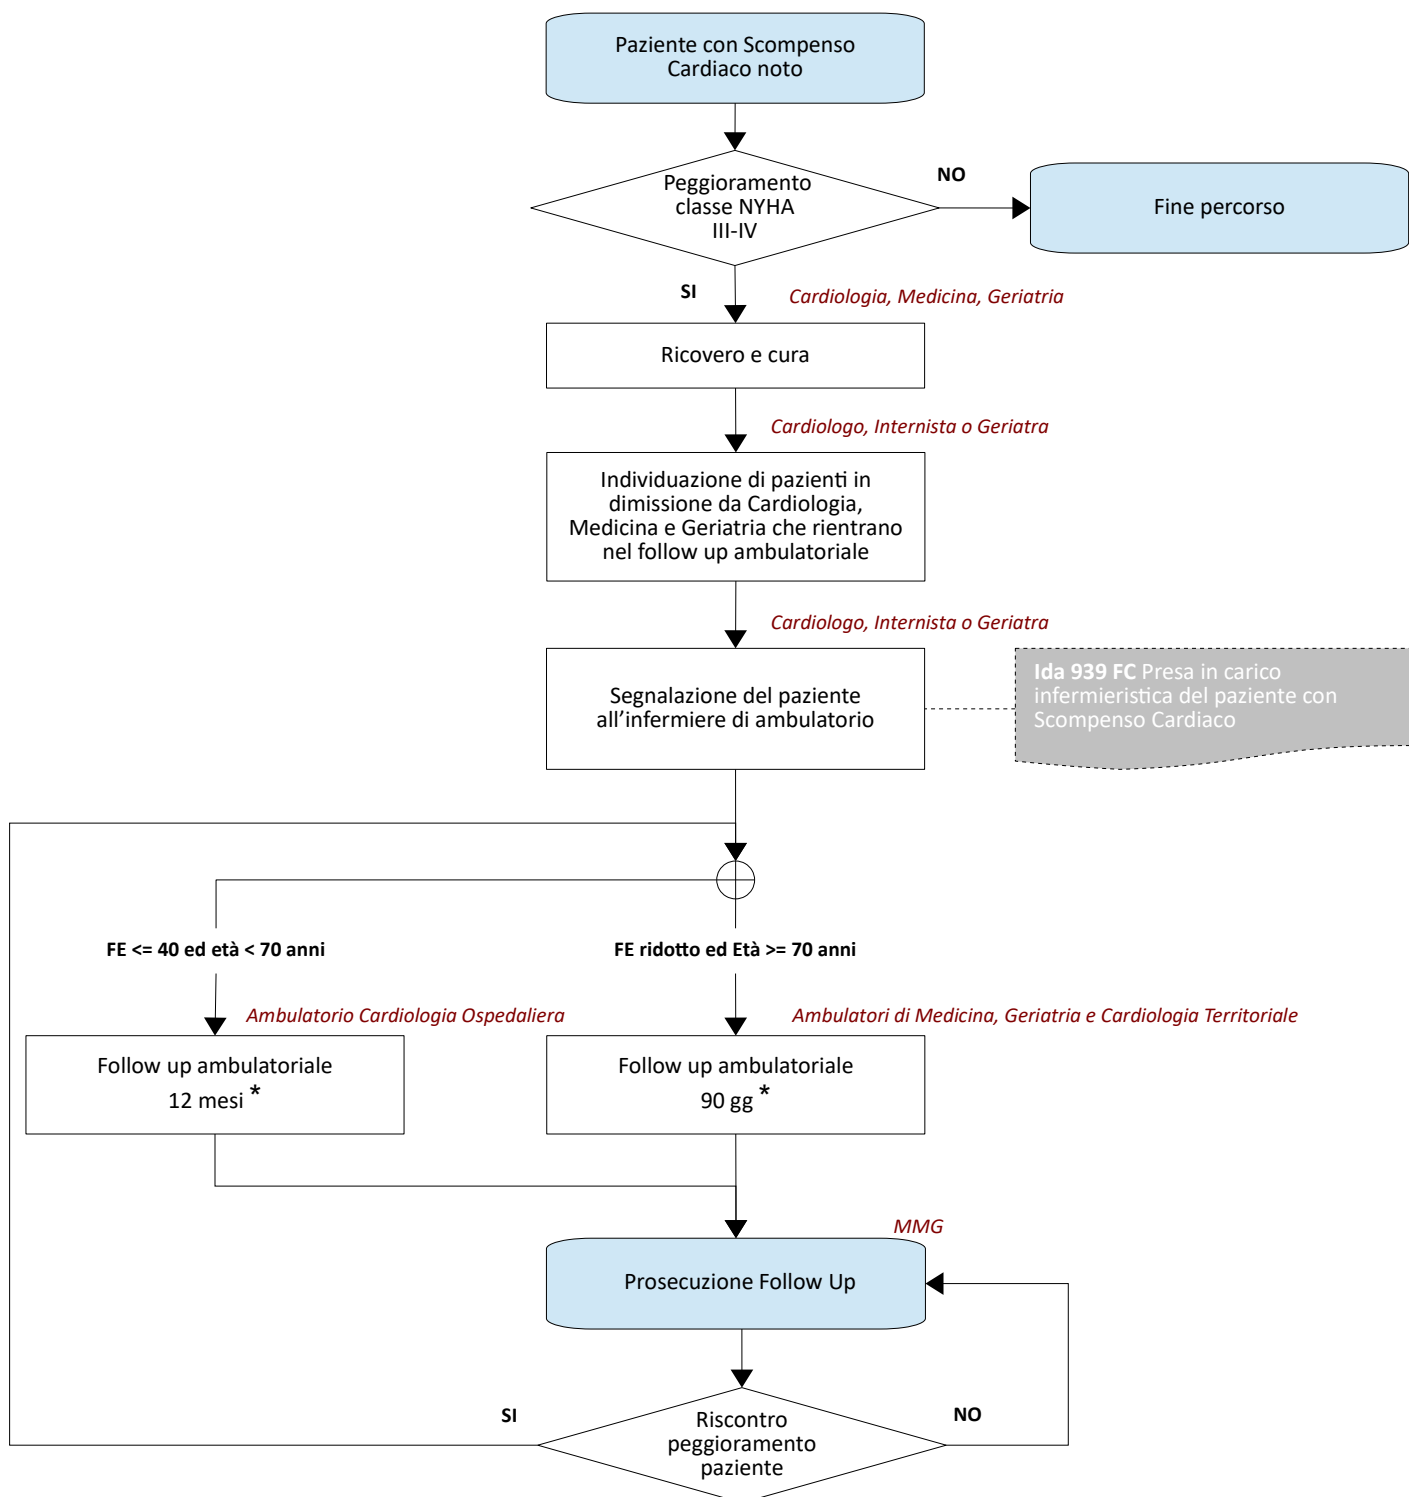 Paziente con Scompenso
Cardiaco noto
Peggioramento
classe NYHA
III-IV
NO
Fine percorso
SI
Cardiologia, Medicina, Geriatria
Ricovero e cura
Cardiologo, Internista o Geriatra
Individuazione di pazienti in
dimissione da Cardiologia,
Medicina e Geriatria che rientrano
nel follow up ambulatoriale
Cardiologo, Internista o Geriatra
Segnalazione del paziente
all’infermiere di ambulatorio
Ida 939 FC Presa in carico
infermieristica del paziente con
Scompenso Cardiaco
FE <= 40 ed età < 70 anni
FE ridotto ed Età >= 70 anni
Ambulatorio Cardiologia Ospedaliera
Ambulatori di Medicina, Geriatria e Cardiologia Territoriale
Follow up ambulatoriale
12 mesi *
Follow up ambulatoriale
90 gg *
MMG
Prosecuzione Follow Up
SI
Riscontro
peggioramento
paziente
NO